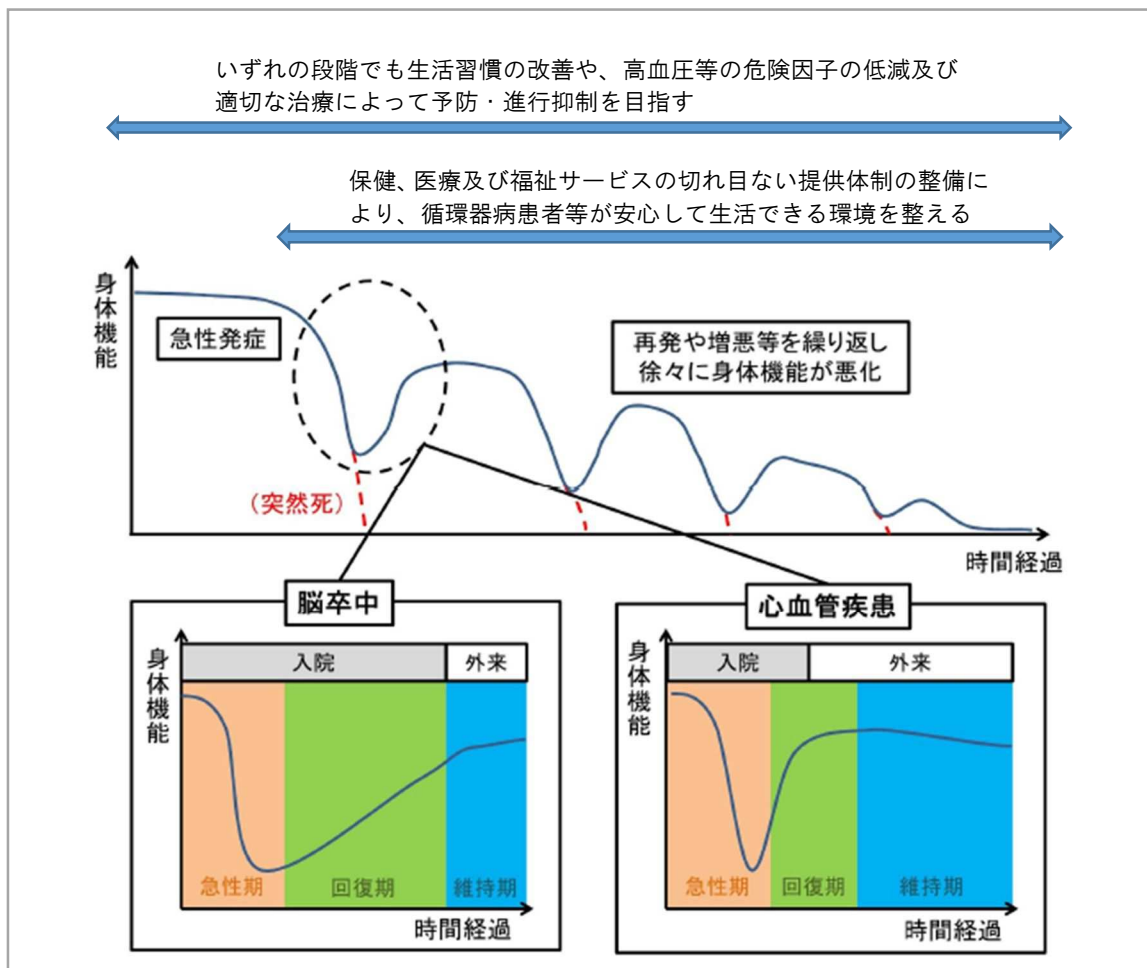 いずれの段階でも生活習慣の改善や、高血圧等の危険因子の低減及び
適切な治療によって予防・進行抑制を目指す
保健、医療及び福祉サービスの切れ目ない提供体制の整備に
より、循環器病患者等が安心して生活できる環境を整える
身体機能
急性発症
再発や増悪等を繰り返し
徐々に身体機能が悪化
(突然死)
時間経過
脳卒中
身体機能
入院
外来
急性期
回復期
維持期
時間経過
心血管疾患
身体機能
入院
外来
急性期
回復期
維持期
時間経過